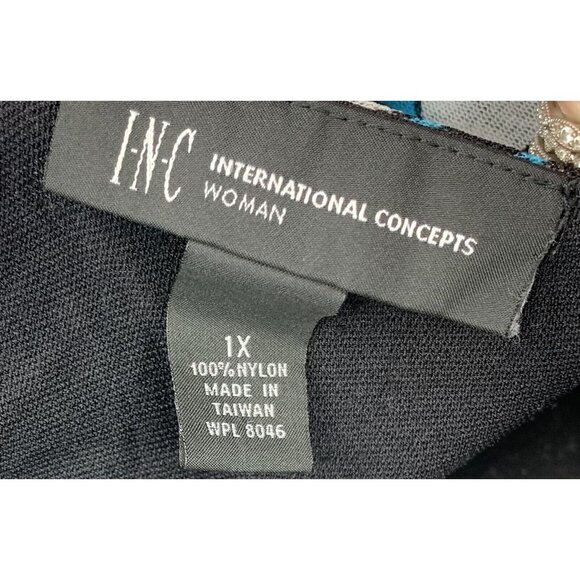 I-N-C
INTERNATIONAL CONCEPTS
WOMAN
1X
100% NYLON
MADE IN
TAIWAN
WPL 8046